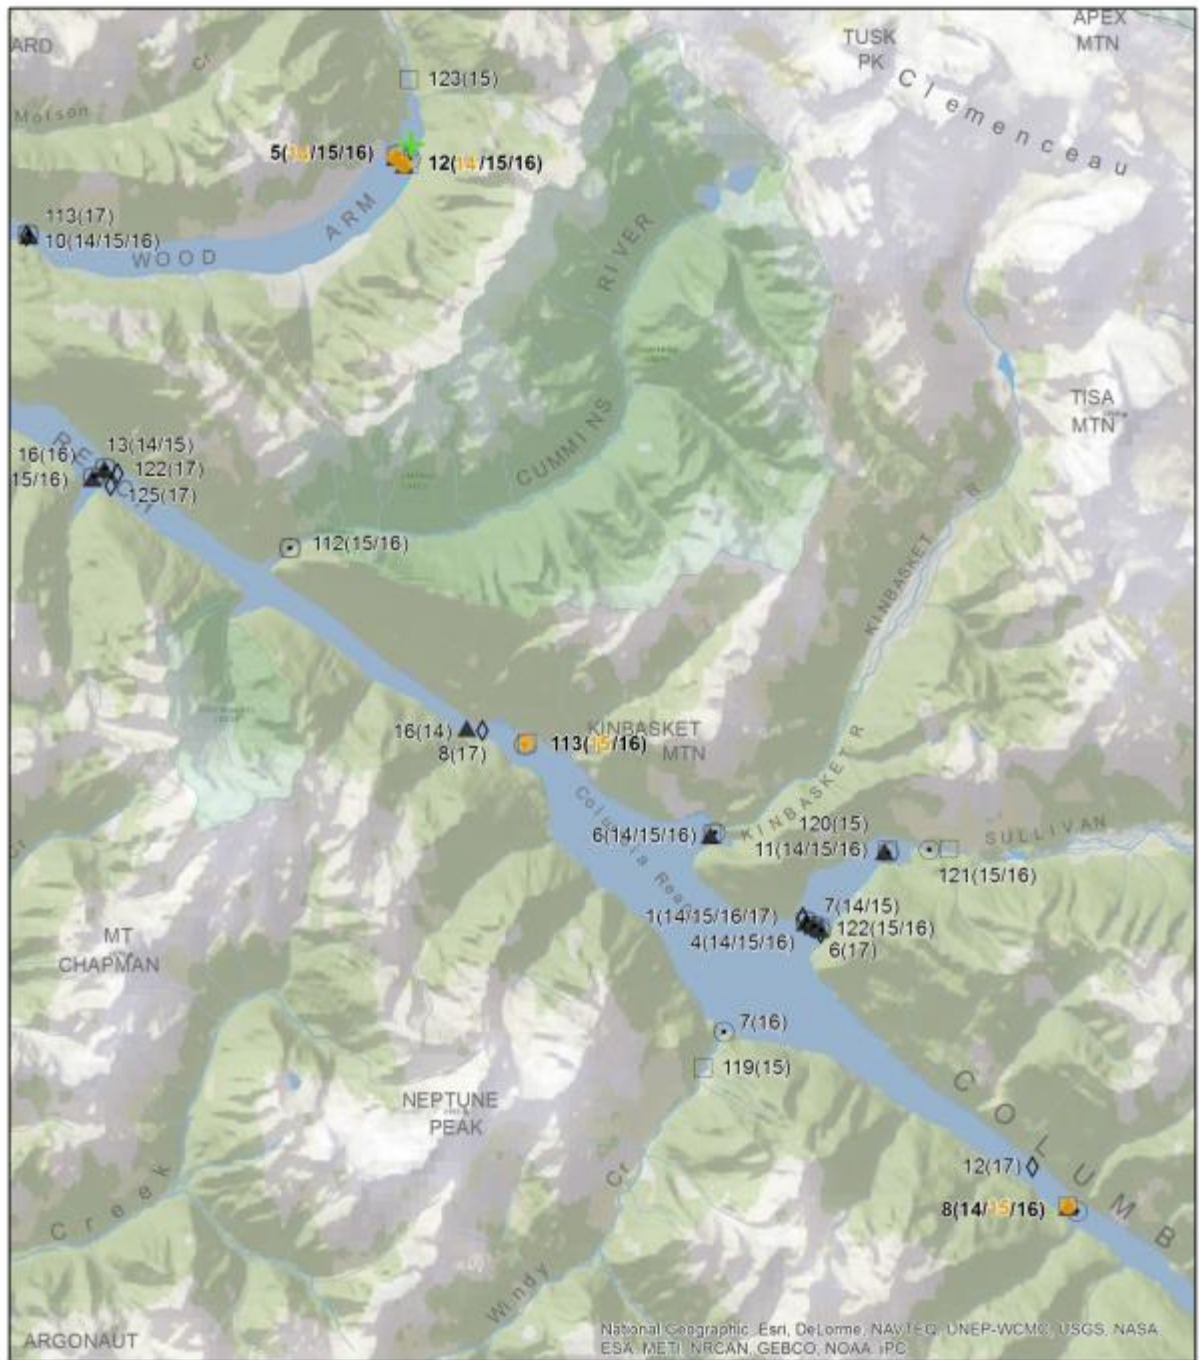 ARD
Cr
Molson
TUSK
PK
APEX
MTN
Clemenceau
123(15)
5(14/15/16)
12(14/15/16)
113(17)
10(14/15/16)
WOOD
ARM
RIVER
CUMMINS
TISA
MTN
REACH
16(16)
13(14/15)
122(17)
15/16)
125(17)
112(15/16)
KINBASKET R
16(14)
8(17)
KINBASKET
MTN
113(15/16)
Columbia Reach
KINBASKET R
6(14/15/16)
120(15)
11(14/15/16)
SULLIVAN
121(15/16)
Cr
1(14/15/16/17)
7(14/15)
122(15/16)
4(14/15/16)
6(17)
MT
CHAPMAN
7(16)
119(15)
NEPTUNE
PEAK
COLUMB
12(17)
8(14/15/16)
Creek
Windy Cr
ARGONAUT
National Geographic, Esri, DeLorme, NAVTEQ, UNEP-WCMC, USGS, NASA,
ESA, METI, NRCAN, GEBCO, NOAA, iPC